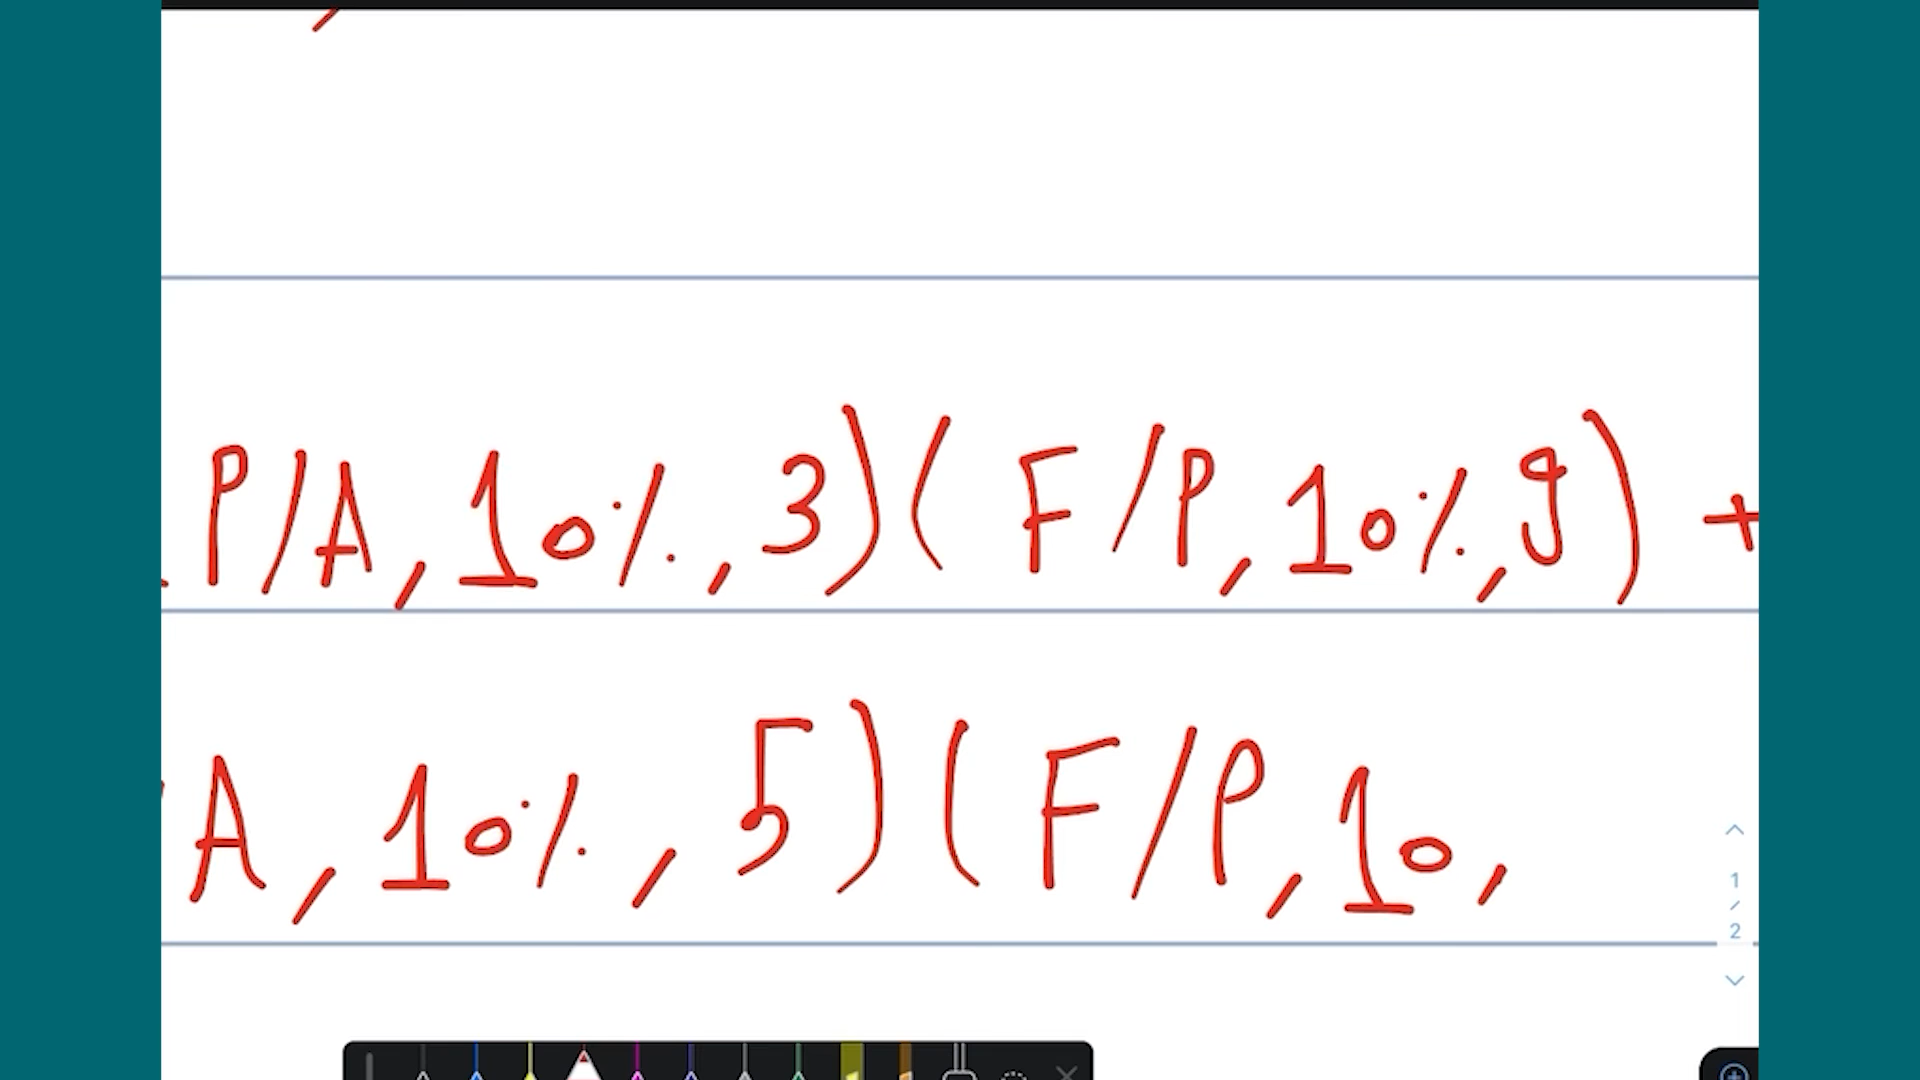 P/A, 10%, 3)(F/P, 10%, 9) +
A, 10%, 5)(F/P, 10,
1
/
2